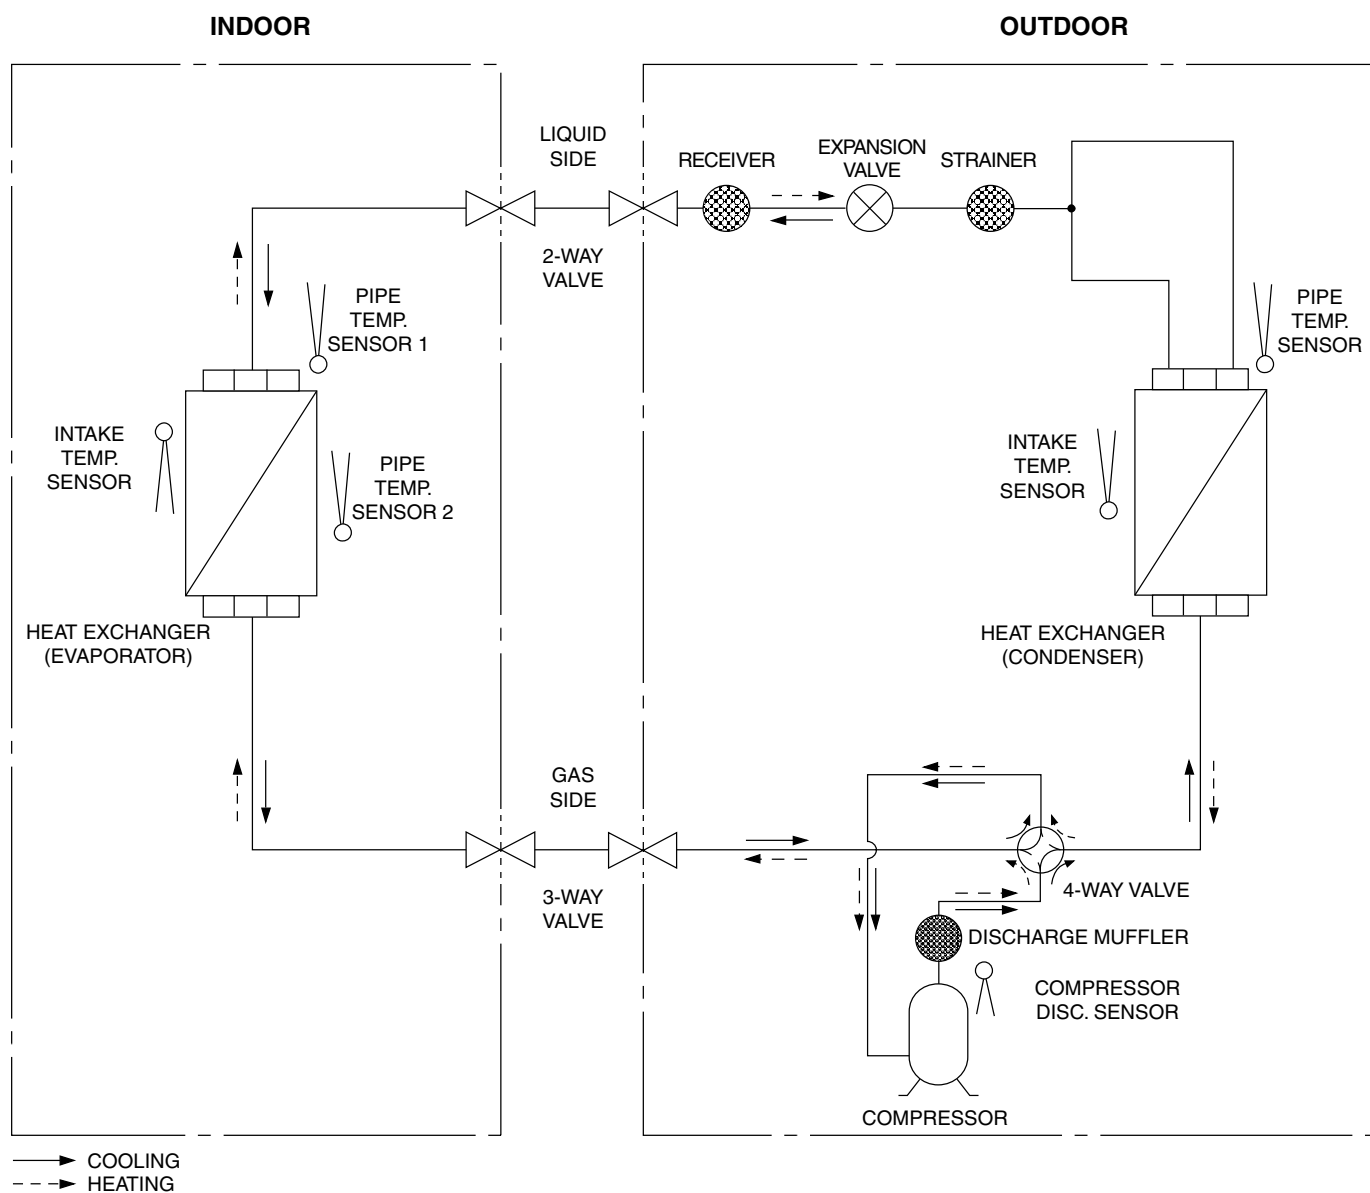 INDOOR
OUTDOOR
LIQUID
SIDE
RECEIVER
EXPANSION
VALVE
STRAINER
2-WAY
VALVE
PIPE
TEMP.
SENSOR 1
PIPE
TEMP.
SENSOR
INTAKE
TEMP.
SENSOR
PIPE
TEMP.
SENSOR 2
INTAKE
TEMP.
SENSOR
HEAT EXCHANGER
(EVAPORATOR)
HEAT EXCHANGER
(CONDENSER)
GAS
SIDE
3-WAY
VALVE
4-WAY VALVE
DISCHARGE MUFFLER
COMPRESSOR
DISC. SENSOR
COMPRESSOR
COOLING
HEATING